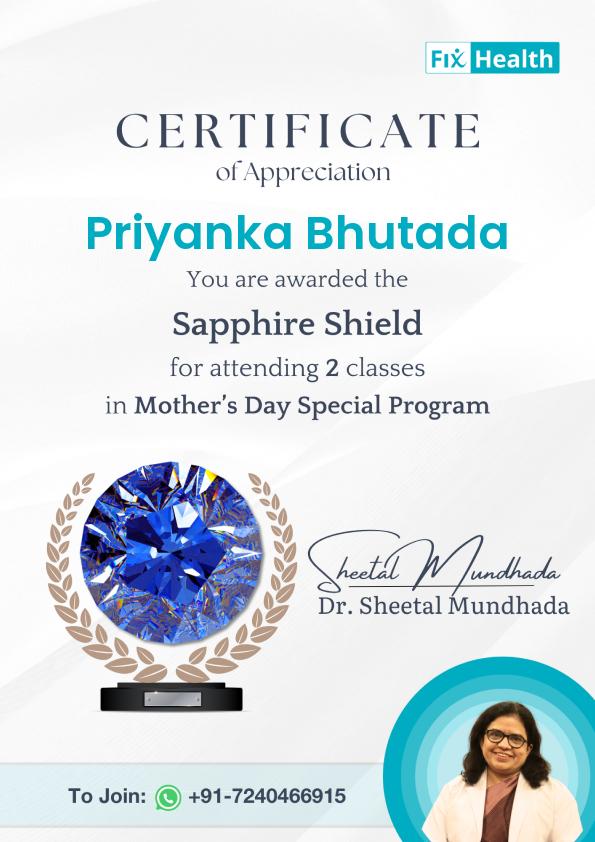 Fix Health
CERTIFICATE
of Appreciation
Priyanka Bhutada
You are awarded the
Sapphire Shield
for attending 2 classes
in Mother's Day Special Program
Sheetal Mundhada
Dr. Sheetal Mundhada
To Join: +91-7240466915